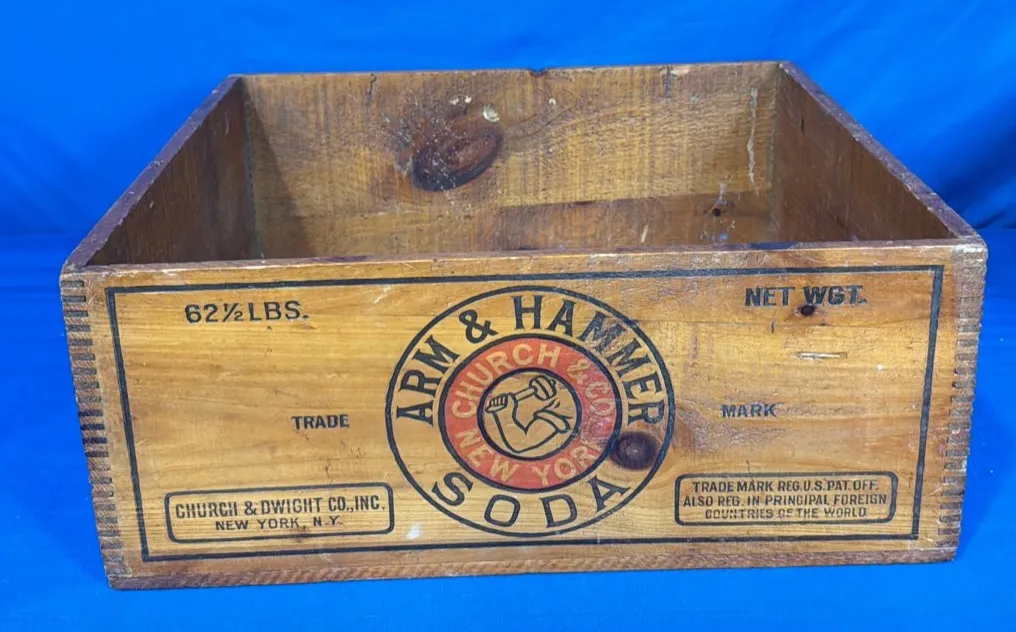 62½ LBS.
NET WGT.
ARM & HAMMER
CHURCH & CO'S
NEW YORK
SODA
TRADE
MARK
CHURCH & DWIGHT CO., INC.
NEW YORK, N.Y.
TRADE MARK REG. U.S. PAT. OFF.
ALSO REG. IN PRINCIPAL FOREIGN
COUNTRIES OF THE WORLD